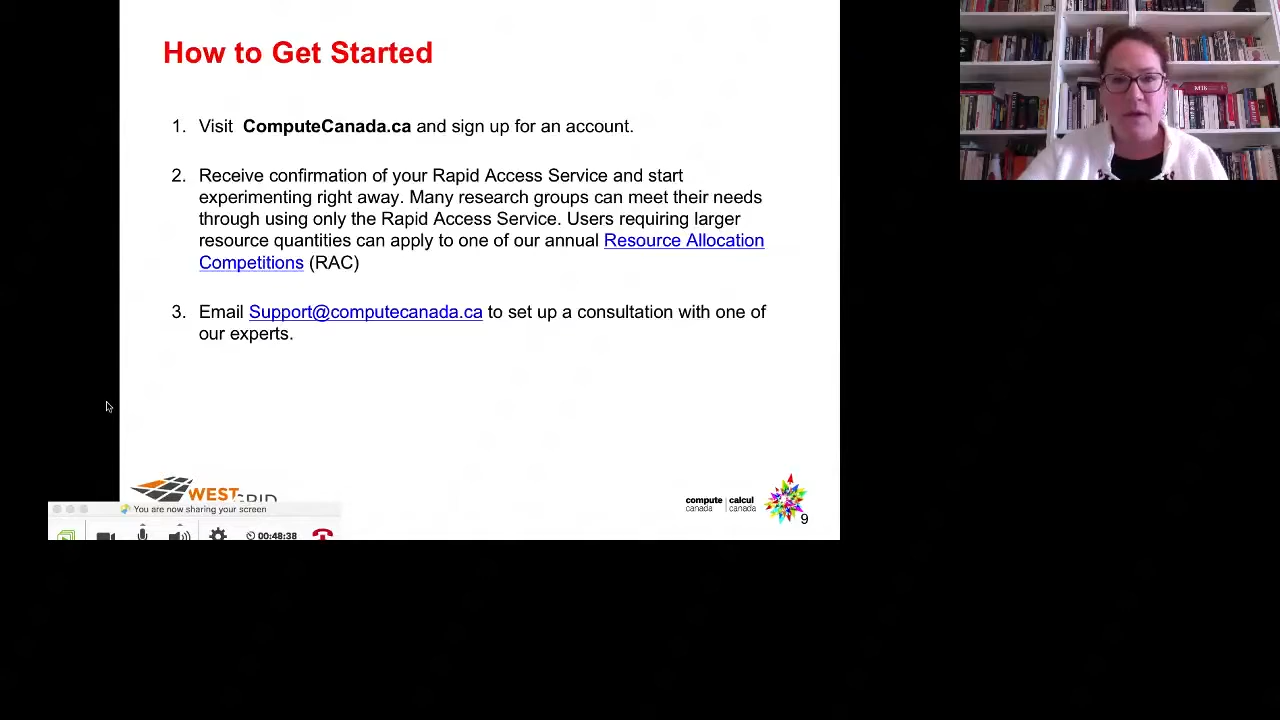 How to Get Started
1. Visit ComputeCanada.ca and sign up for an account.
2. Receive confirmation of your Rapid Access Service and start
experimenting right away. Many research groups can meet their needs
through using only the Rapid Access Service. Users requiring larger
resource quantities can apply to one of our annual Resource Allocation
Competitions (RAC)
3. Email Support@computecanada.ca to set up a consultation with one of
our experts.
WESTGRID
You are now sharing your screen
00:48:38
compute calcul
canada canada
9